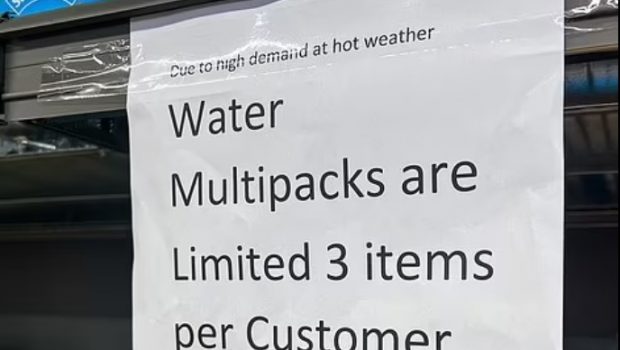 Due to high demand at hot weather
Water
Multipacks are
Limited 3 items
per Customer